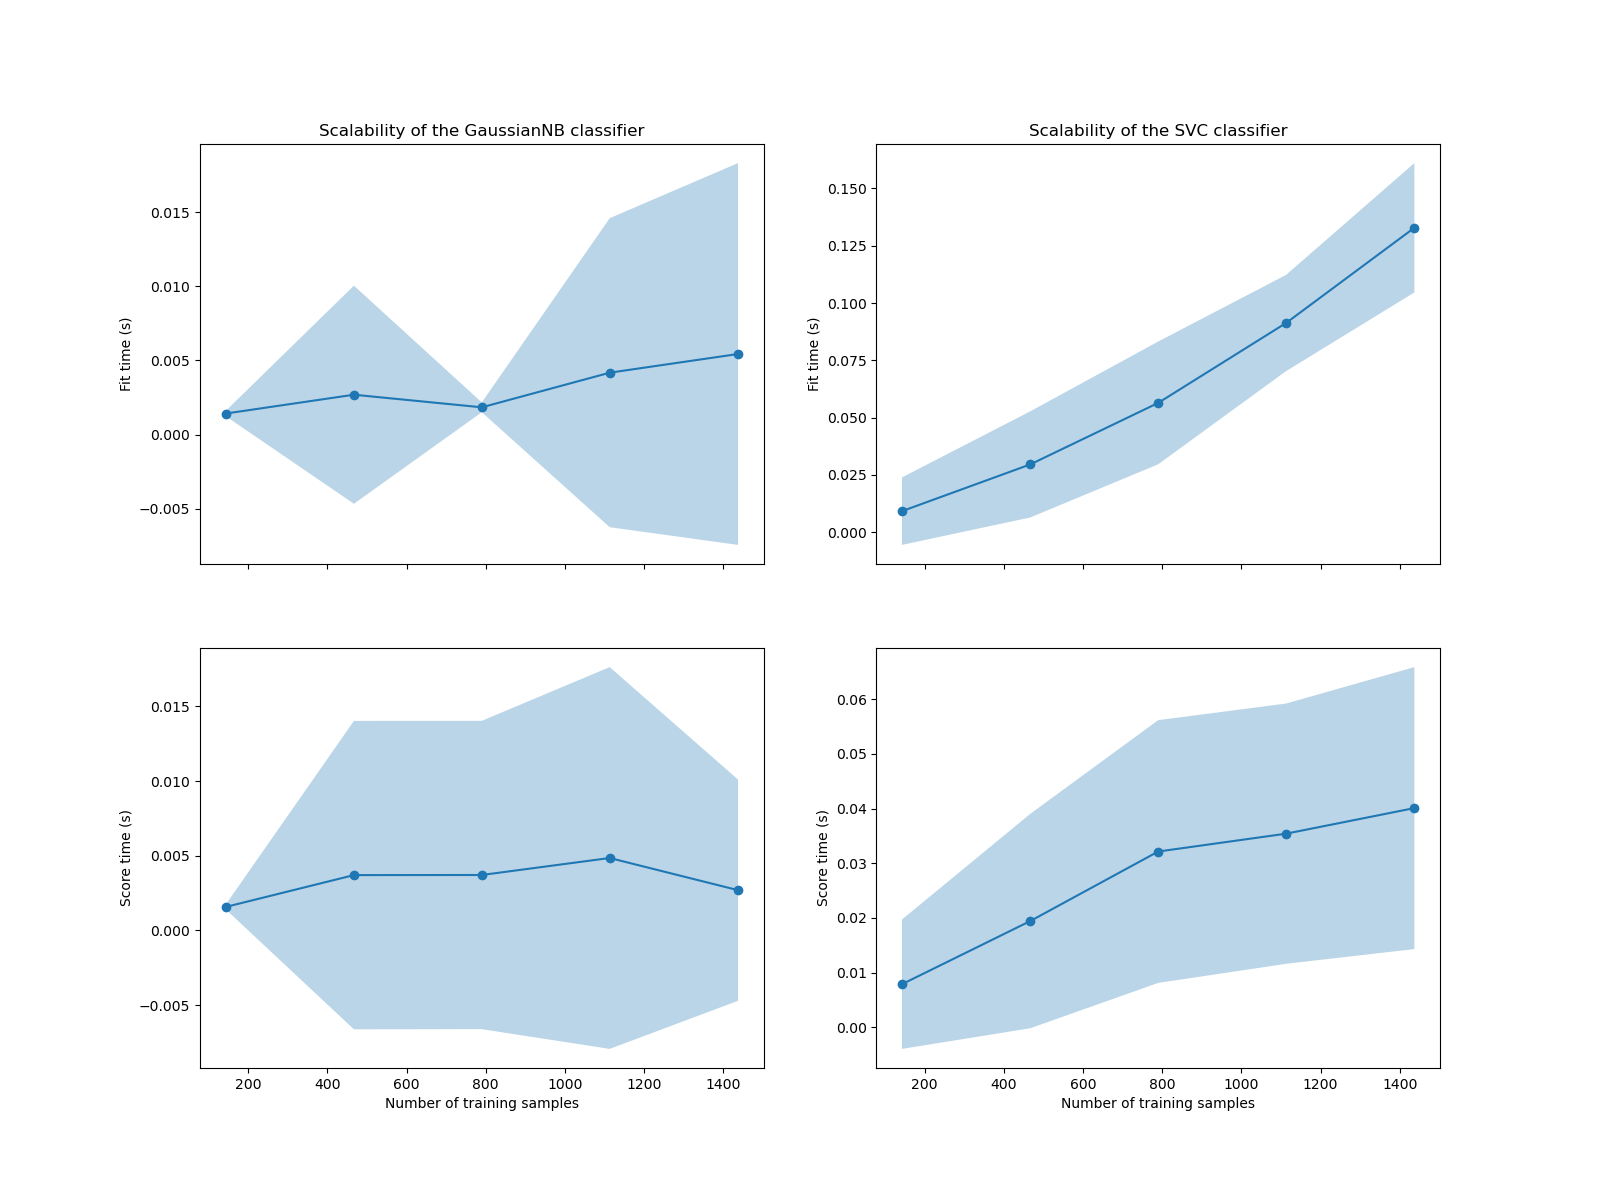 Scalability of the GaussianNB classifier
Fit time (s)
0.015
0.010
0.005
0.000
−0.005
Scalability of the SVC classifier
Fit time (s)
0.150
0.125
0.100
0.075
0.050
0.025
0.000
Score time (s)
0.015
0.010
0.005
0.000
−0.005
200 400 600 800 1000 1200 1400
Number of training samples
Score time (s)
0.06
0.05
0.04
0.03
0.02
0.01
0.00
200 400 600 800 1000 1200 1400
Number of training samples